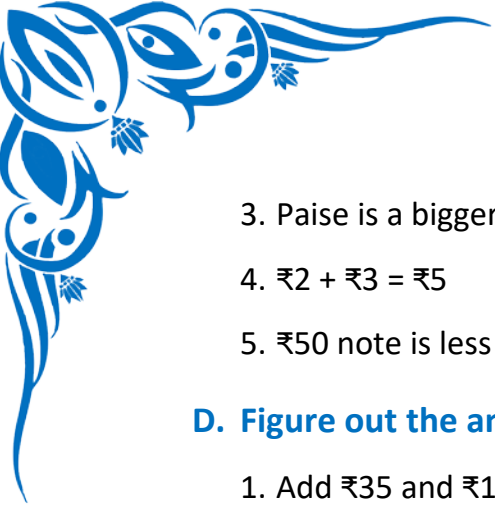 3. Paise is a bigger
4. ₹2 + ₹3 = ₹5
5. ₹50 note is less
D. Figure out the
1. Add ₹35 and